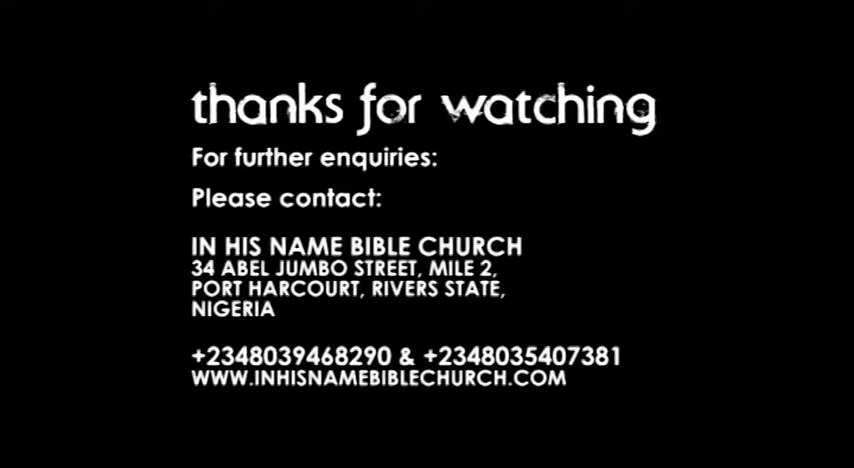 thanks for watching
For further enquiries:
Please contact:
IN HIS NAME BIBLE CHURCH
34 ABEL JUMBO STREET, MILE 2,
PORT HARCOURT, RIVERS STATE,
NIGERIA
+2348039468290 & +2348035407381
WWW.INHISNAMEBIBLECHURCH.COM